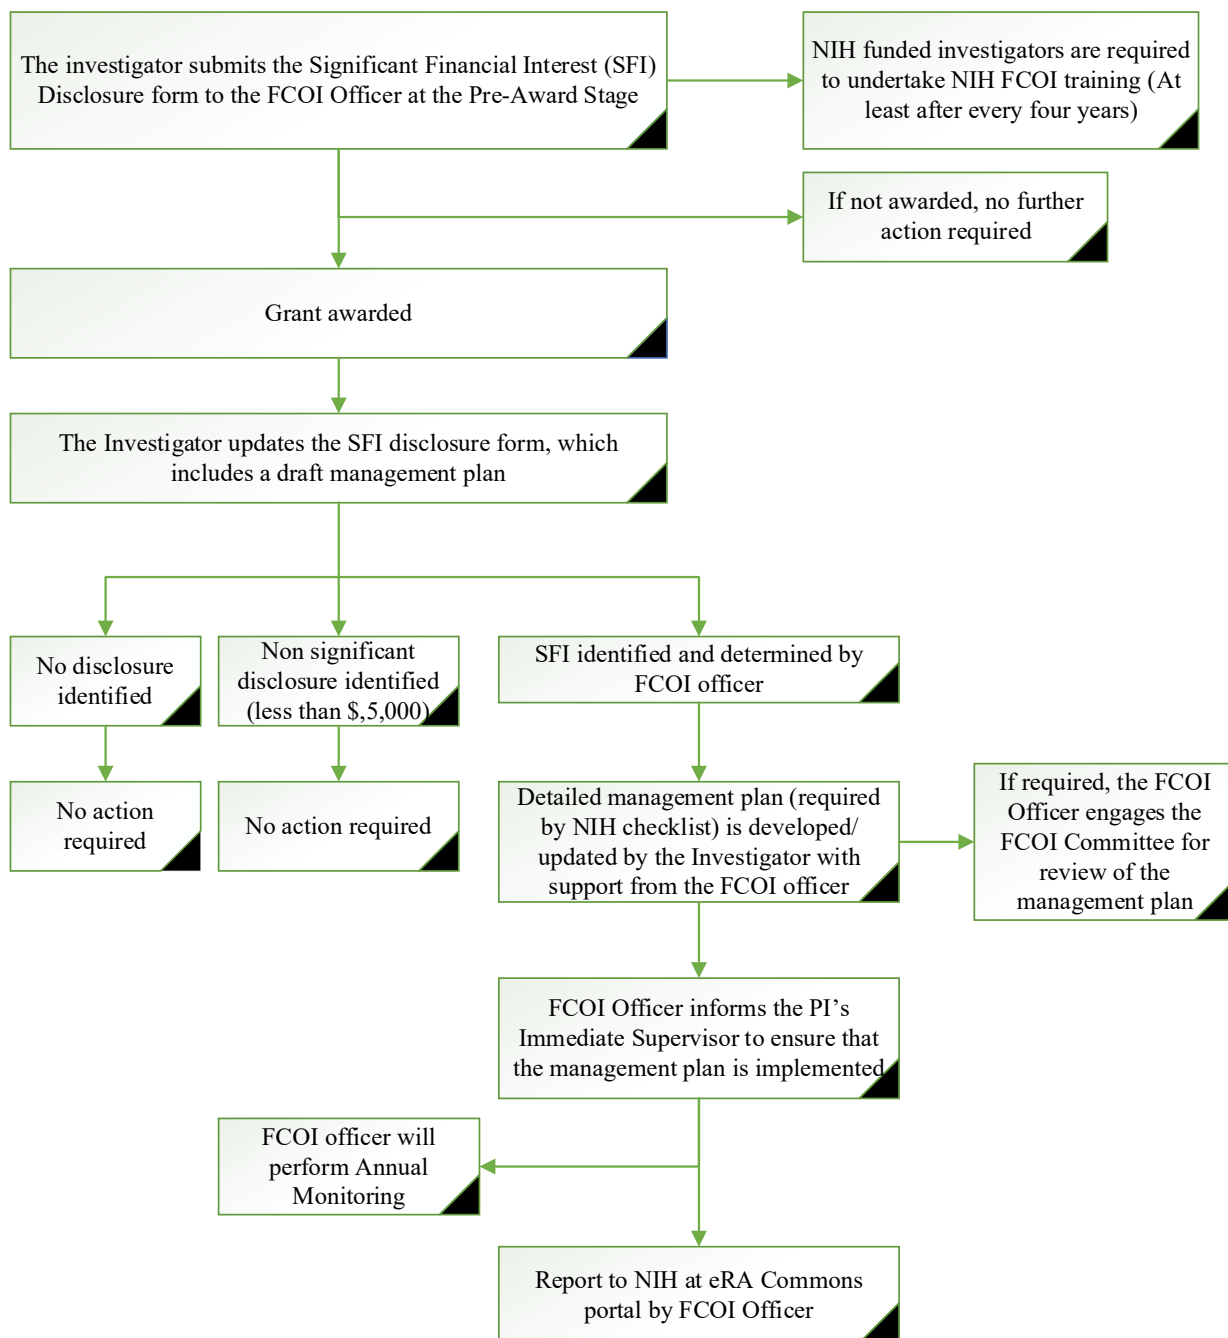 The investigator submits the Significant Financial Interest (SFI)
Disclosure form to the FCOI Officer at the Pre-Award Stage
NIH funded investigators are required
to undertake NIH FCOI training (At
least after every four years)
If not awarded, no further
action required
Grant awarded
The Investigator updates the SFI disclosure form, which
includes a draft management plan
No disclosure
identified
Non significant
disclosure identified
(less than $,5,000)
SFI identified and determined by
FCOI officer
No action
required
No action required
Detailed management plan (required
by NIH checklist) is developed/
updated by the Investigator with
support from the FCOI officer
If required, the FCOI
Officer engages the
FCOI Committee for
review of the
management plan
FCOI Officer informs the PI’s
Immediate Supervisor to ensure that
the management plan is implemented
FCOI officer will
perform Annual
Monitoring
Report to NIH at eRA Commons
portal by FCOI Officer